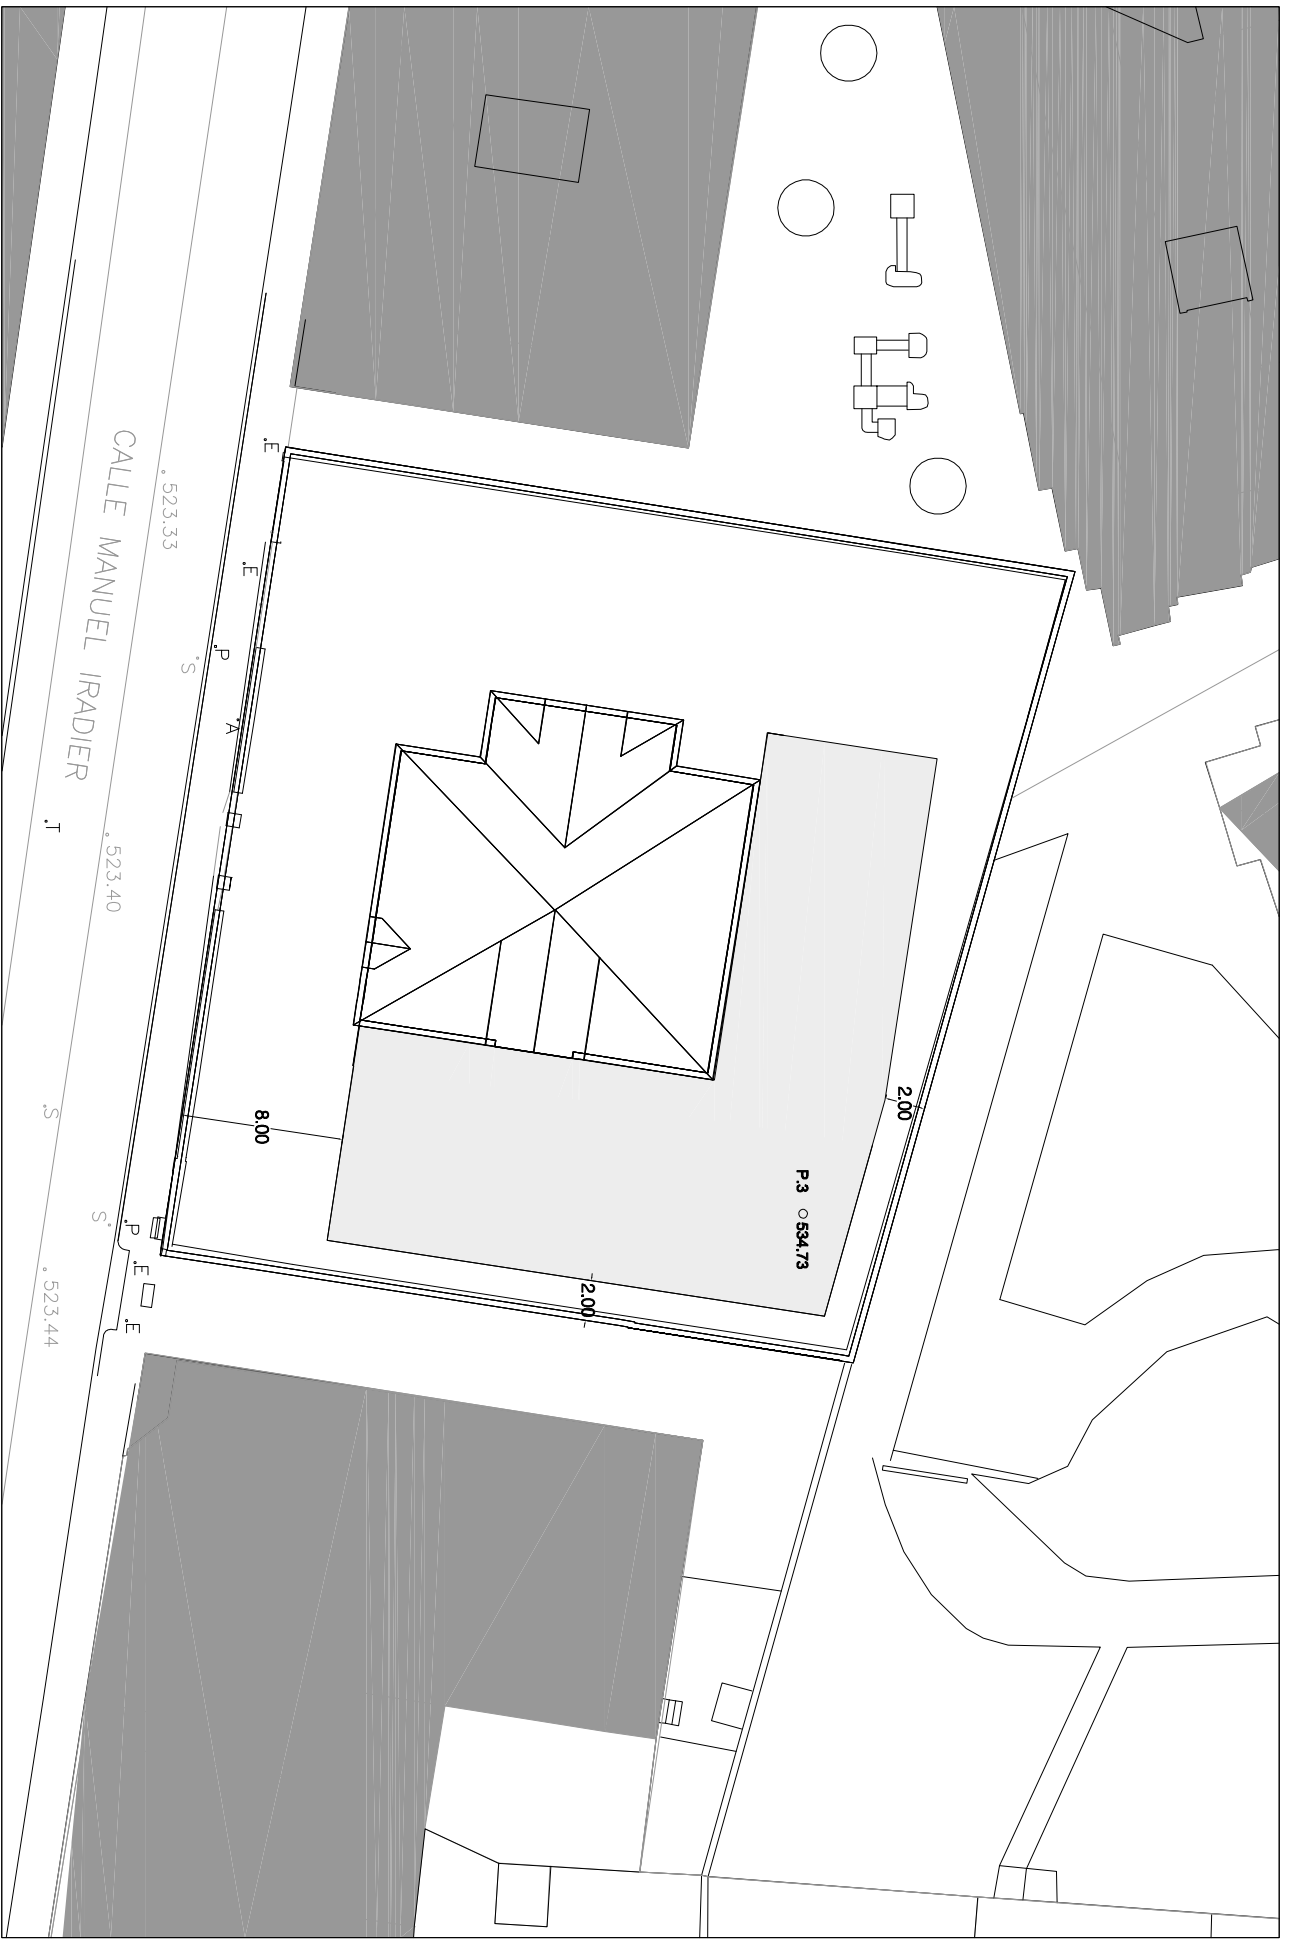 CALLE MANUEL IRADIER
523.33
523.40
523.44
.E
.E
.P
S
.A
.T
.S
S
.P
.E
.E
8.00
2.00
2.00
P.3 534.73